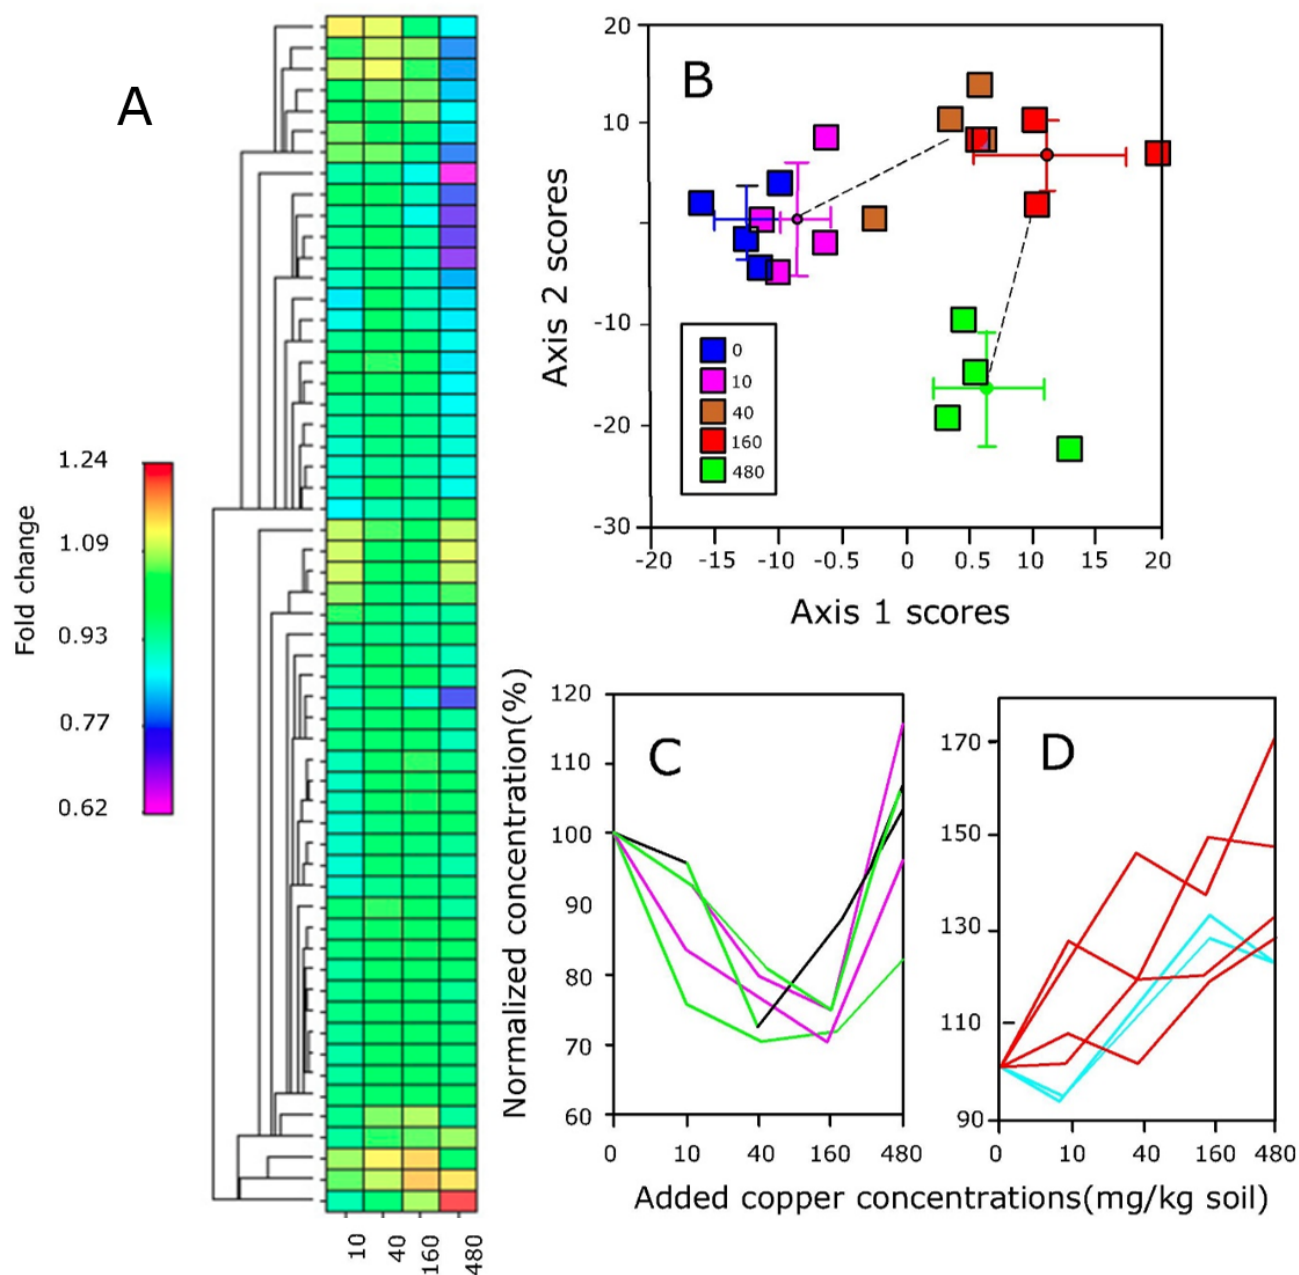 A
Fold change
1.24
1.09
0.93
0.77
0.62
10
40
160
480
B
Axis 2 scores
20
10
-10
-20
-30
0
10
40
160
480
-20 -15 -10 -0.5 0 0.5 10 15 20
Axis 1 scores
C
Normalized concentration(%)
120
110
100
90
80
70
60
0 10 40 160 480
D
170
150
130
110
90
0 10 40 160 480
Added copper concentrations(mg/kg soil)